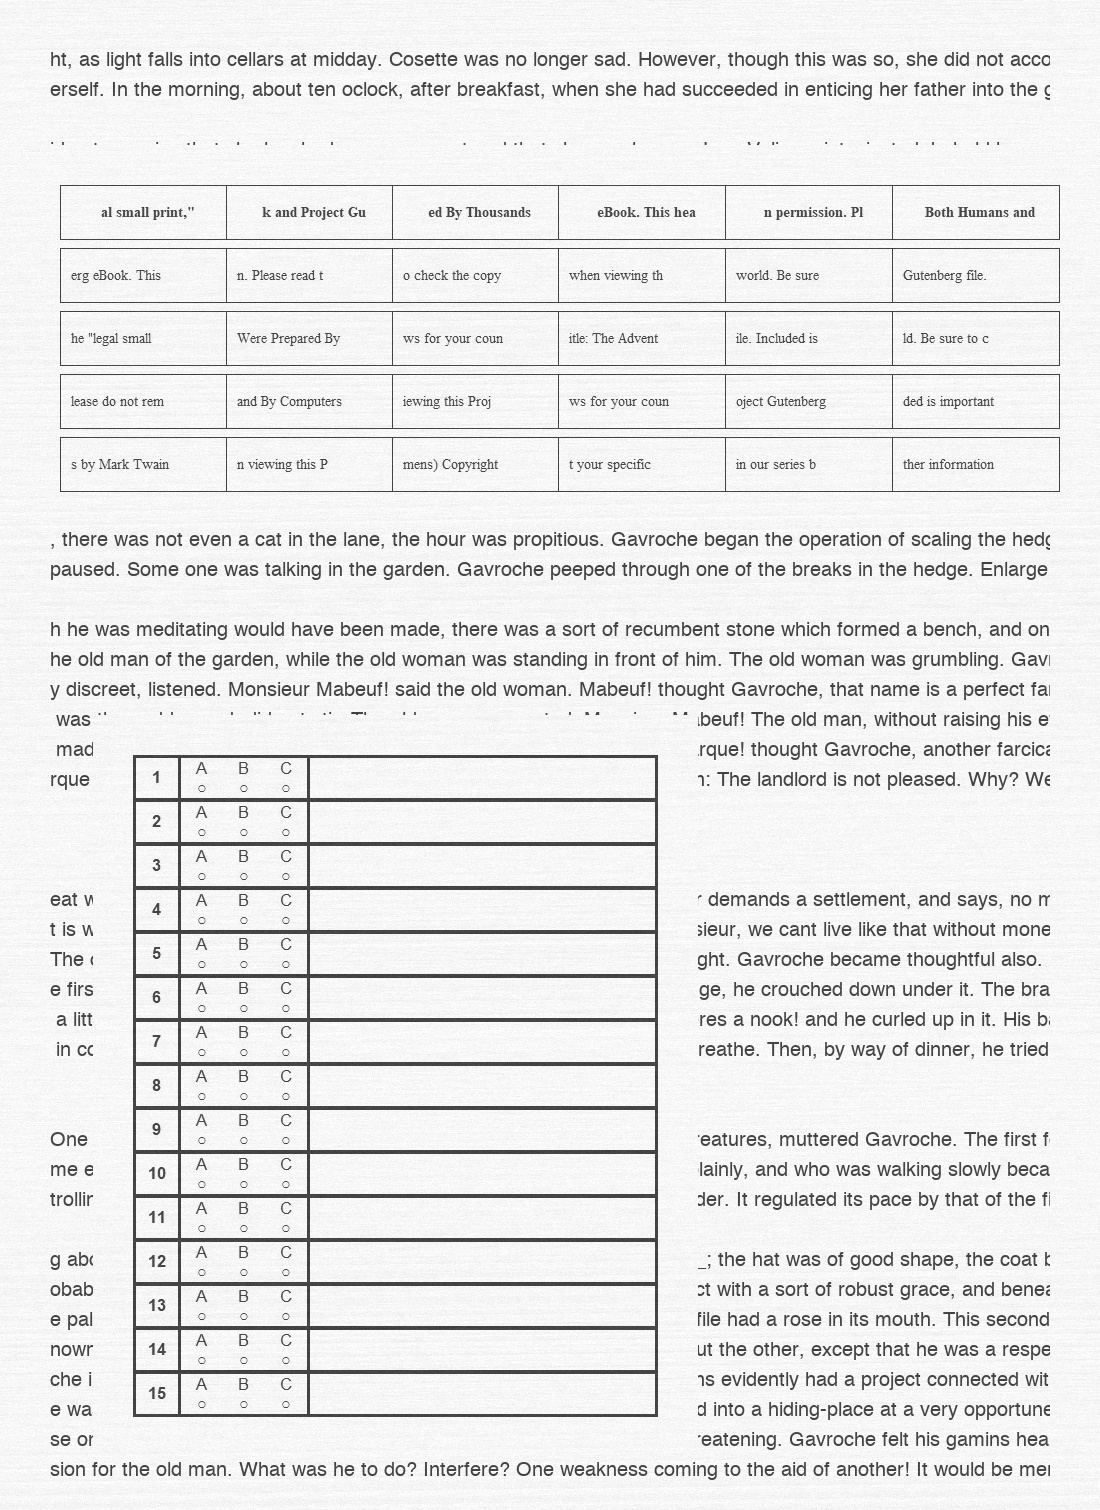 ht, as light falls into cellars at midday. Cosette was no longer sad. However, though this was so, she did not acco
erself. In the morning, about ten oclock, after breakfast, when she had succeeded in enticing her father into the g
al small print," k and Project Gu ed By Thousands eBook. This hea n permission. Pl Both Humans and
erg eBook. This n. Please read t o check the copy when viewing th world. Be sure Gutenberg file.
he "legal small Were Prepared By ws for your coun itle: The Advent ile. Included is ld. Be sure to c
lease do not rem and By Computers iewing this Proj ws for your coun oject Gutenberg ded is important
s by Mark Twain n viewing this P mens) Copyright t your specific in our series b ther information
, there was not even a cat in the lane, the hour was propitious. Gavroche began the operation of scaling the hedg
paused. Some one was talking in the garden. Gavroche peeped through one of the breaks in the hedge. Enlarge
h he was meditating would have been made, there was a sort of recumbent stone which formed a bench, and on
he old man of the garden, while the old woman was standing in front of him. The old woman was grumbling. Gavr
y discreet, listened. Monsieur Mabeuf! said the old woman. Mabeuf! thought Gavroche, that name is a perfect far
was Mabeuf! The old man, without raising his e
mad rque! thought Gavroche, another farcica
rque : The landlord is not pleased. Why? We
eat w demands a settlement, and says, no m
t is w sieur, we cant live like that without mone
The ght. Gavroche became thoughtful also.
e firs ge, he crouched down under it. The bra
a litt res a nook! and he curled up in it. His ba
in co reathe. Then, by way of dinner, he tried
One reatures, muttered Gavroche. The first f
me e lainly, and who was walking slowly beca
trollin der. It regulated its pace by that of the fi
g abo _; the hat was of good shape, the coat b
obab ct with a sort of robust grace, and benea
e pal file had a rose in its mouth. This second
nown ut the other, except that he was a respe
che i ns evidently had a project connected wit
e wa d into a hiding-place at a very opportune
se or reatening. Gavroche felt his gamins hea
sion for the old man. What was he to do? Interfere? One weakness coming to the aid of another! It would be mer
1 A B C
2 A B C
3 A B C
4 A B C
5 A B C
6 A B C
7 A B C
8 A B C
9 A B C
10 A B C
11 A B C
12 A B C
13 A B C
14 A B C
15 A B C